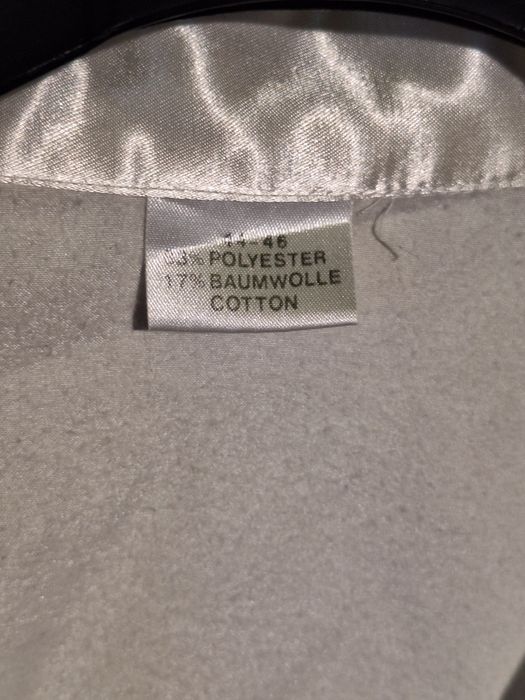 44-46
83% POLYESTER
17% BAUMWOLLE
COTTON